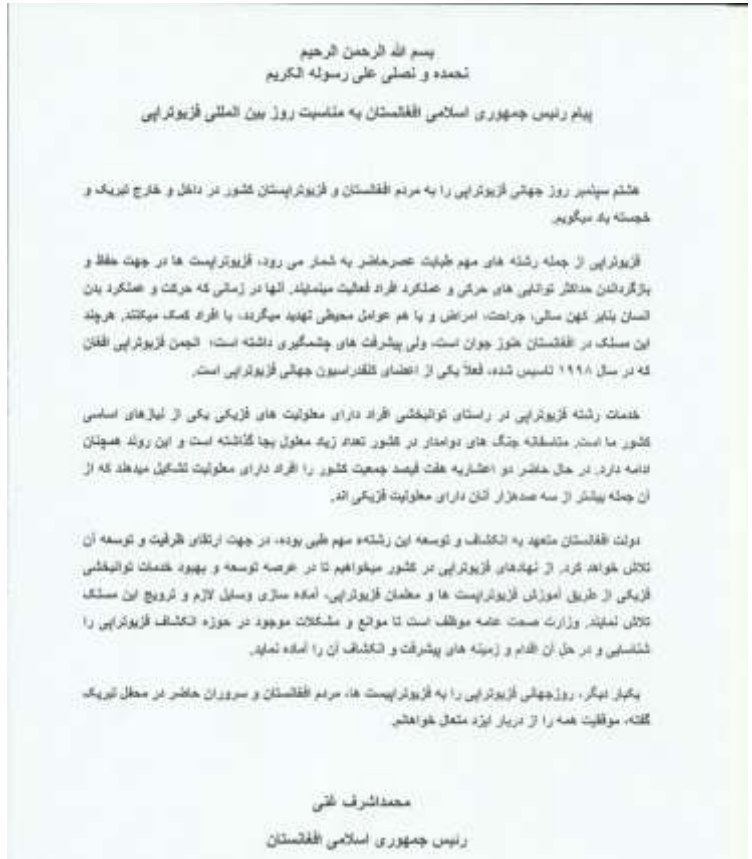 بسم الله الرحمن الرحيم
نحمده و نصلی علی رسوله الکریم
پیام رئیس جمهوری اسلامی افغانستان به مناسبت روز بین المللی فزیوتراپی
هشتم سپتمبر روز جهانی فزیوتراپی را به مردم افغانستان و فزیوتراپستان کشور در داخل و خارج تبریک و
خجسته باد میگویم.
فزیوتراپی از جمله رشته های مهم طبابت عصرحاضر به شمار می رود، فزیوتراپست ها در جهت حفظ و
بازگرداندن حداکثر توانایی های حرکی و عملکرد افراد فعالیت مینمایند. آنها در زمانی که حرکت و عملکرد بدن
انسان بنابر کهن سالی، جراحت، امراض و یا هم عوامل محیطی تهدید میگردد، با افراد کمک میکنند. هرچند
این مسلک در افغانستان هنوز جوان است، ولی پیشرفت های چشمگیری داشته است؛ انجمن فزیوتراپی افغان
که در سال ۱۹۹۸ تاسیس شده، فعلاً یکی از اعضای کنفدراسیون جهانی فزیوتراپی است.
خدمات رشته فزیوتراپی در راستای توانبخشی افراد دارای معلولیت های فزیکی یکی از نیازهای اساسی
کشور ما است. متاسفانه جنگ های دوامدار در کشور تعداد زیاد معلول بجا گذاشته است و این روند همچنان
ادامه دارد. در حال حاضر دو اعشاریه هفت فیصد جمعیت کشور را افراد دارای معلولیت تشکیل میدهند که از
آن جمله بیشتر از سه صدهزار آنان دارای معلولیت فزیکی اند.
دولت افغانستان متعهد به انکشاف و توسعه این رشتهء مهم طبی بوده، در جهت ارتقای ظرفیت و توسعه آن
تلاش خواهد کرد. از نهادهای فزیوتراپی در کشور میخواهیم تا در عرصه توسعه و بهبود خدمات توانبخشی
فزیکی از طریق آموزش فزیوتراپست ها و معلمان فزیوتراپی، آماده سازی وسایل لازم و ترویج این مسلک
تلاش نمایند. وزارت صحت عامه موظف است تا موانع و مشکلات موجود در حوزه انکشاف فزیوتراپی را
شناسایی و در حل آن اقدام و زمینه های پیشرفت و انکشاف آن را آماده نماید.
یکبار دیگر، روزجهانی فزیوتراپی را به فزیوتراپیست ها، مردم افغانستان و سروران حاضر در محفل تبریک
گفته، موفقیت همه را از دربار ایزد متعال خواهانم.
محمداشرف غنی
رئیس جمهوری اسلامی افغانستان